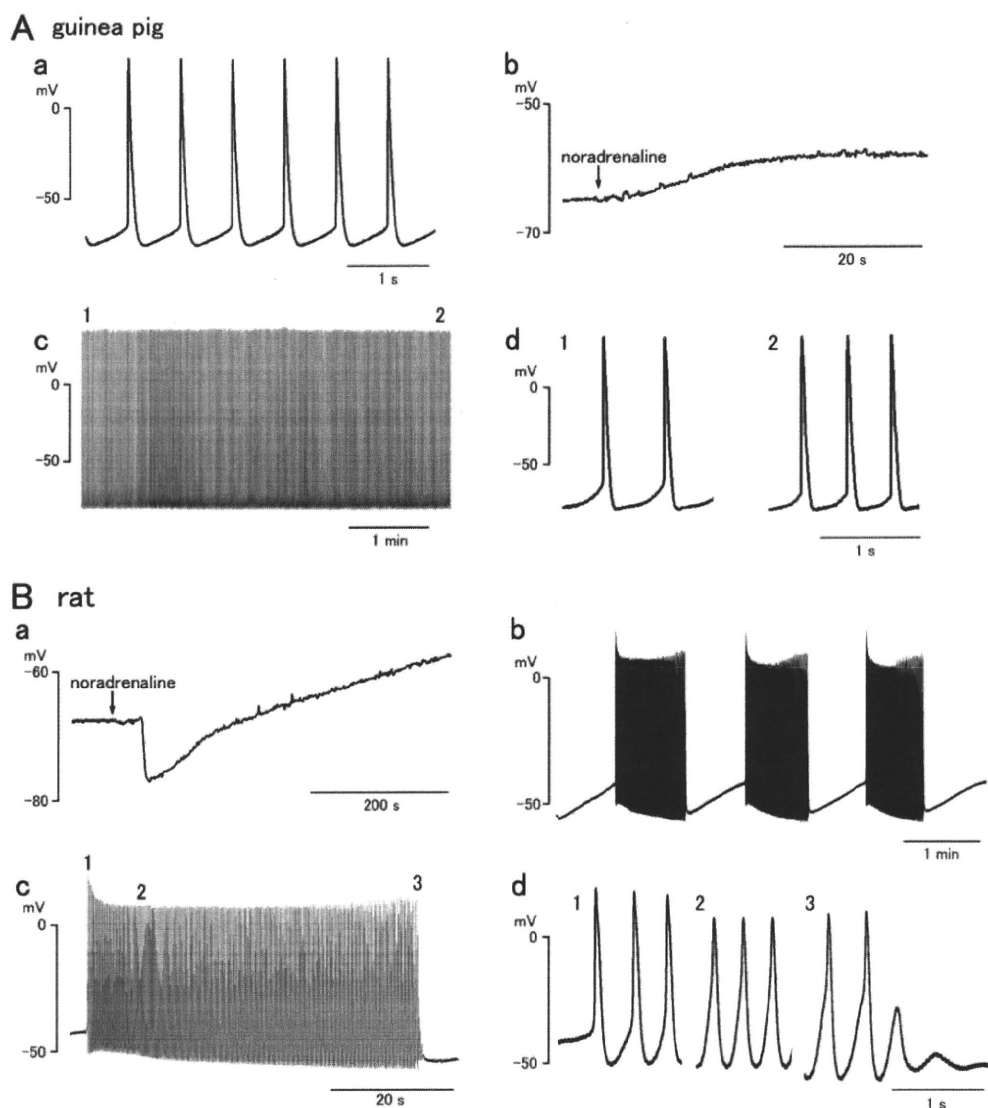 A guinea pig
a
mV
0
-50
1 s
b
mV
-50
noradrenaline
-70
20 s
c
1
2
mV
0
-50
1 min
d
1
2
mV
0
-50
1 s
B rat
a
mV
-60
noradrenaline
-80
200 s
b
mV
0
-50
1 min
c
1
2
3
mV
0
-50
20 s
d
1
2
3
mV
0
-50
1 s